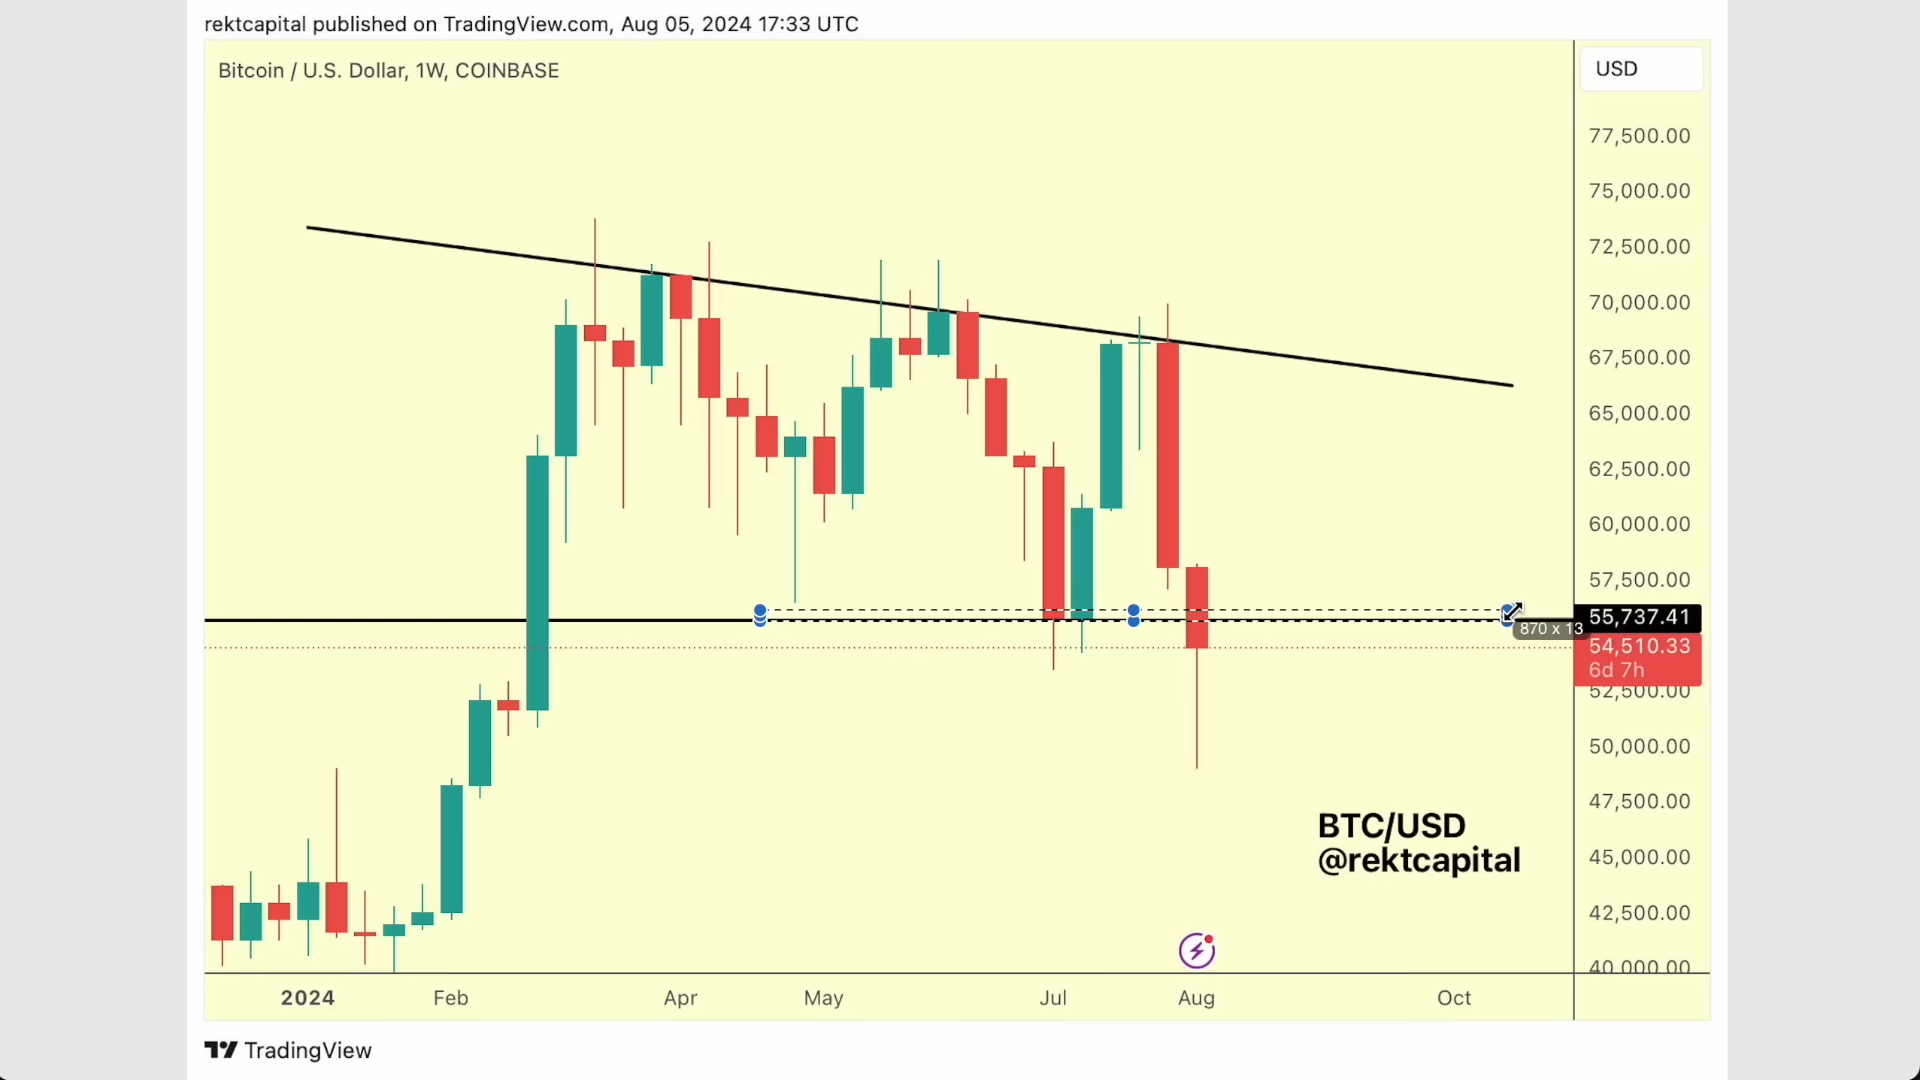 rektcapital published on TradingView.com, Aug 05, 2024 17:33 UTC
Bitcoin / U.S. Dollar, 1W, COINBASE
USD
77,500.00
75,000.00
72,500.00
70,000.00
67,500.00
65,000.00
62,500.00
60,000.00
57,500.00
55,737.41
870 x 13
54,510.33
6d 7h
52,500.00
50,000.00
47,500.00
BTC/USD
@rektcapital
45,000.00
42,500.00
40,000.00
2024 Feb Apr May Jul Aug Oct
TradingView